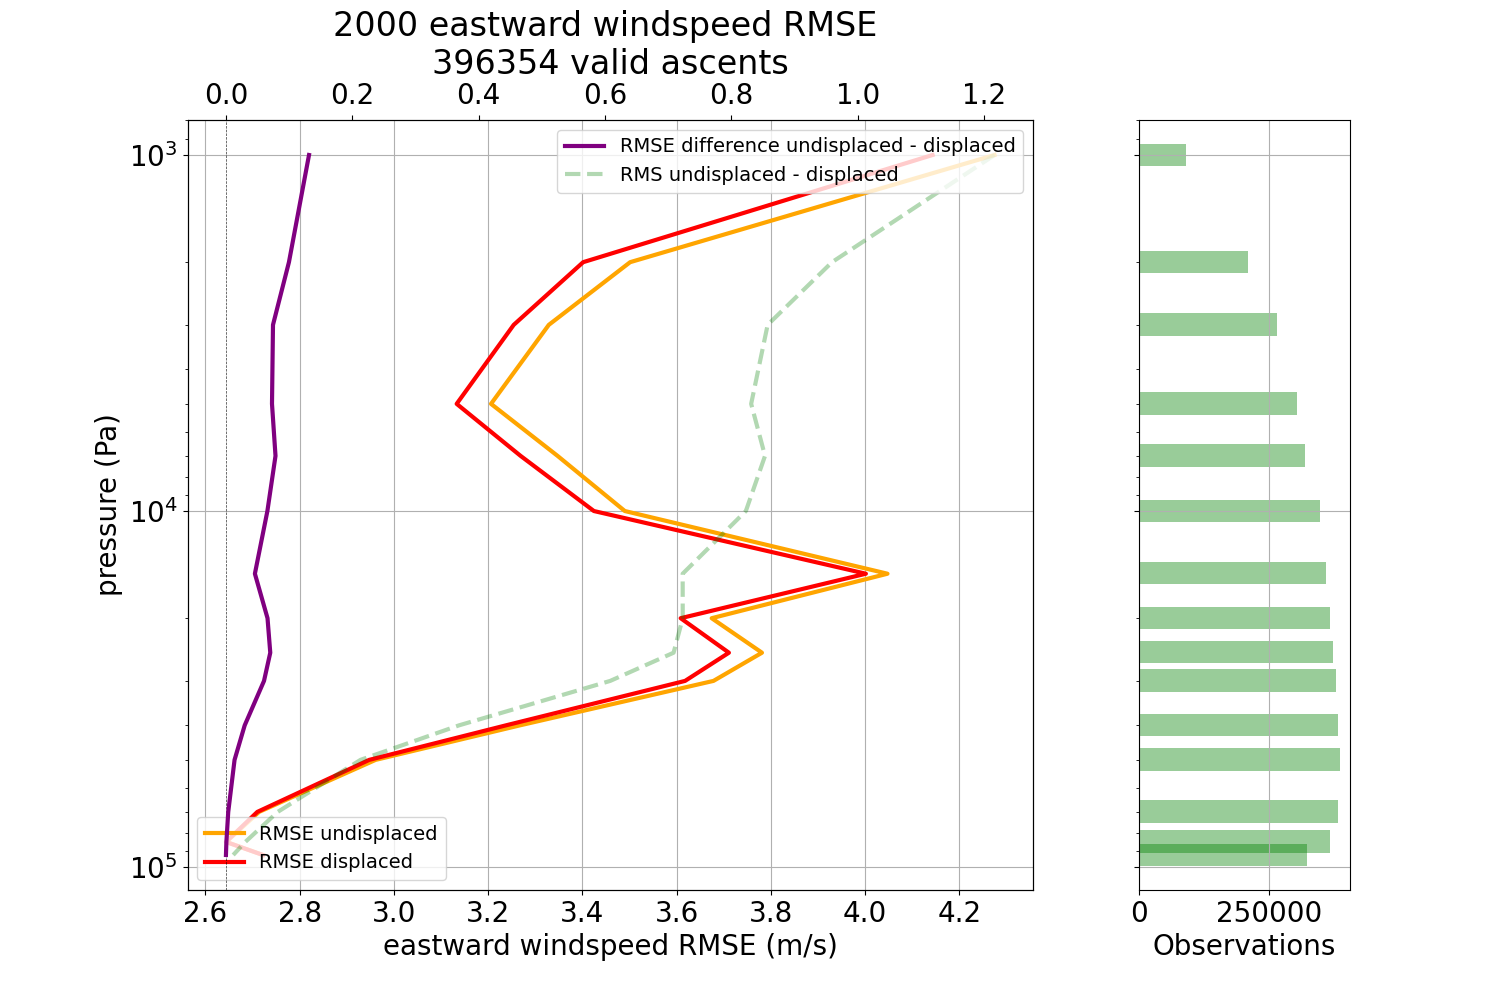 2000 eastward windspeed RMSE
396354 valid ascents
0.0 0.2 0.4 0.6 0.8 1.0 1.2
RMSE difference undisplaced - displaced
RMS undisplaced - displaced
10³
10⁴
10⁵
pressure (Pa)
RMSE undisplaced
RMSE displaced
2.6 2.8 3.0 3.2 3.4 3.6 3.8 4.0 4.2
eastward windspeed RMSE (m/s)
0 250000
Observations